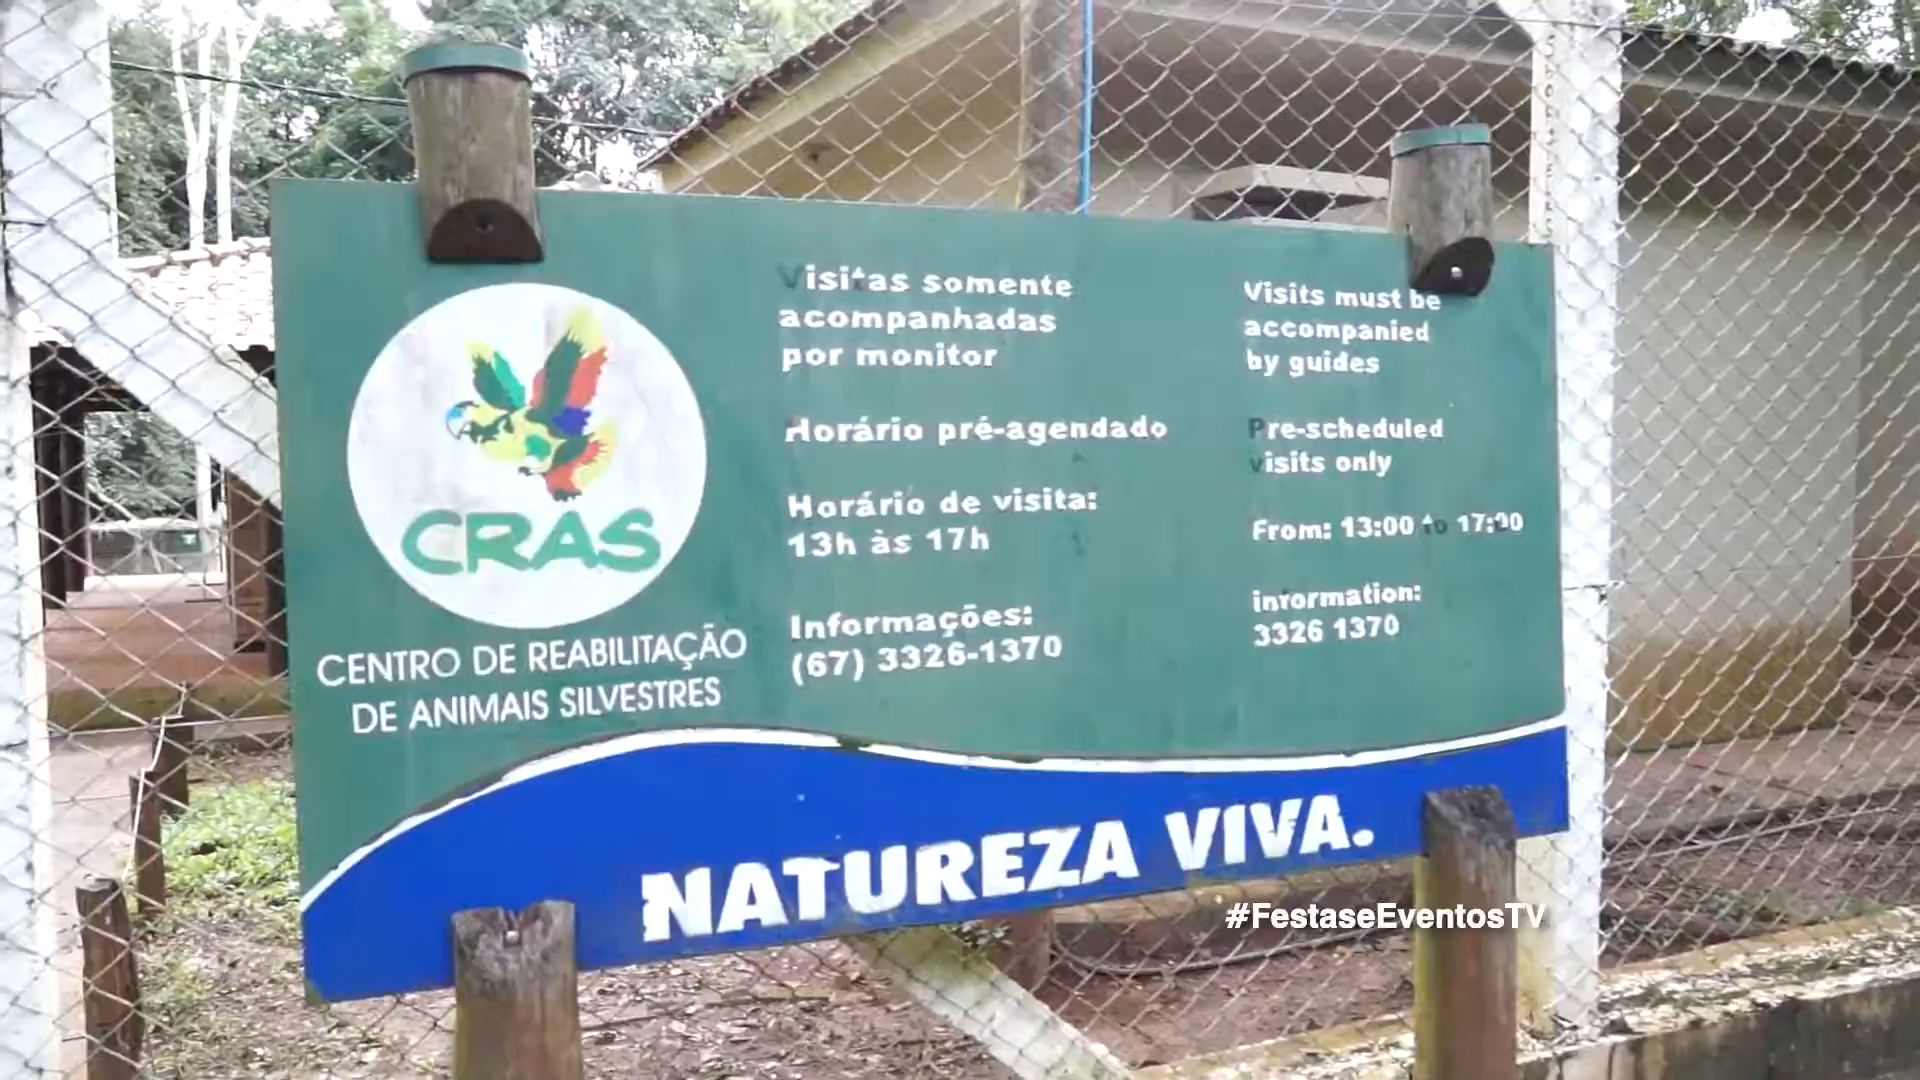 CRAS
CENTRO DE REABILITAÇÃO
DE ANIMAIS SILVESTRES
Visitas somente
acompanhadas
por monitor
Horário pré-agendado
Horário de visita:
13h às 17h
Informações:
(67) 3326-1370
Visits must be
accompanied
by guides
Pre-scheduled
visits only
From: 13:00 to 17:00
information:
3326 1370
NATUREZA VIVA.
#FestaseEventosTV